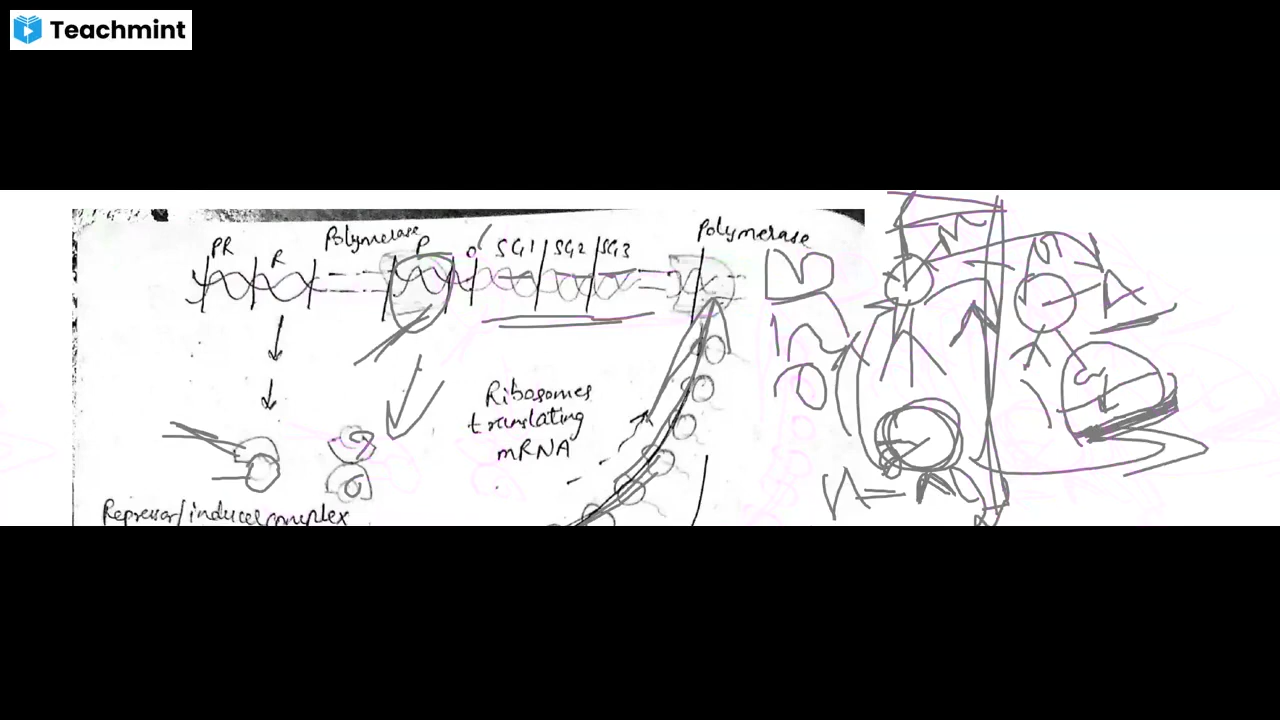 Teachmint
Polymerase
Polymerase
PR
R
P
O
SG1
SG2
SG3
Ribosomes
translating
mRNA
Repressor/inducer complex